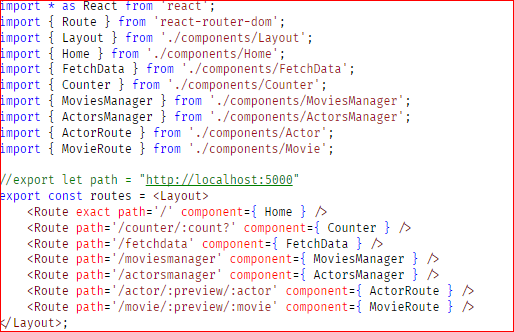 import * as React from 'react';
import { Route } from 'react-router-dom';
import { Layout } from './components/Layout';
import { Home } from './components/Home';
import { FetchData } from './components/FetchData';
import { Counter } from './components/Counter';
import { MoviesManager } from './components/MoviesManager';
import { ActorsManager } from './components/ActorsManager';
import { ActorRoute } from './components/Actor';
import { MovieRoute } from './components/Movie';

//export let path = "http://localhost:5000"
export const routes = <Layout>
    <Route exact path='/' component={ Home } />
    <Route path='/counter/:count?' component={ Counter } />
    <Route path='/fetchdata' component={ FetchData } />
    <Route path='/moviesmanager' component={ MoviesManager } />
    <Route path='/actorsmanager' component={ ActorsManager } />
    <Route path='/actor/:preview/:actor' component={ ActorRoute } />
    <Route path='/movie/:preview/:movie' component={ MovieRoute } />
</Layout>;